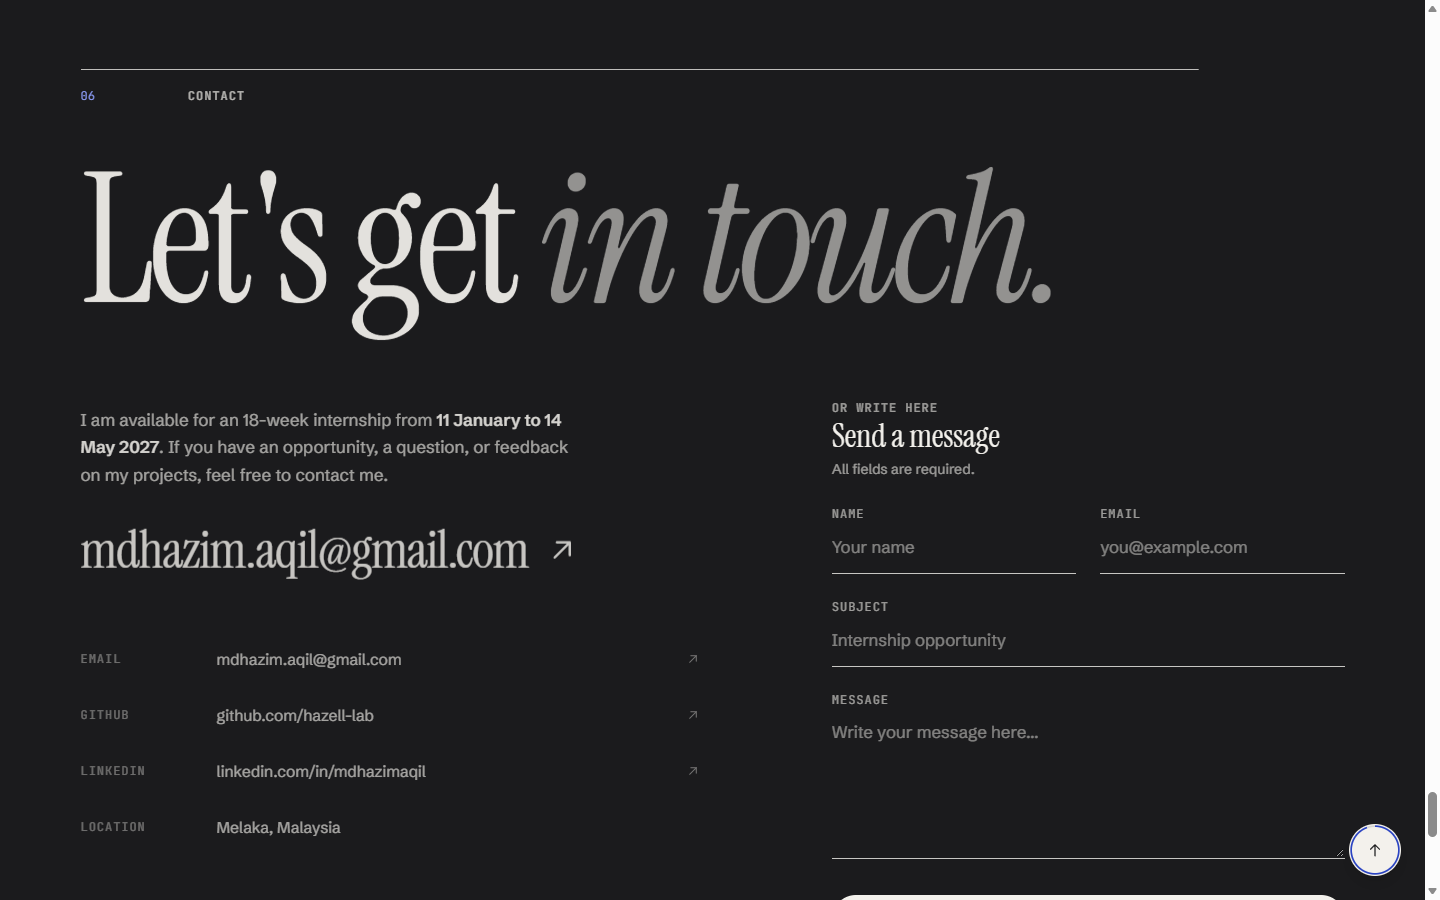 06 CONTACT
Let's get in touch.
I am available for an 18-week internship from 11 January to 14
May 2027. If you have an opportunity, a question, or feedback
on my projects, feel free to contact me.
mdhazim.aqil@gmail.com ↗
EMAIL mdhazim.aqil@gmail.com ↗
GITHUB github.com/hazell-lab ↗
LINKEDIN linkedin.com/in/mdhazimaqil ↗
LOCATION Melaka, Malaysia
OR WRITE HERE
Send a message
All fields are required.
NAME EMAIL
Your name you@example.com
SUBJECT
Internship opportunity
MESSAGE
Write your message here...